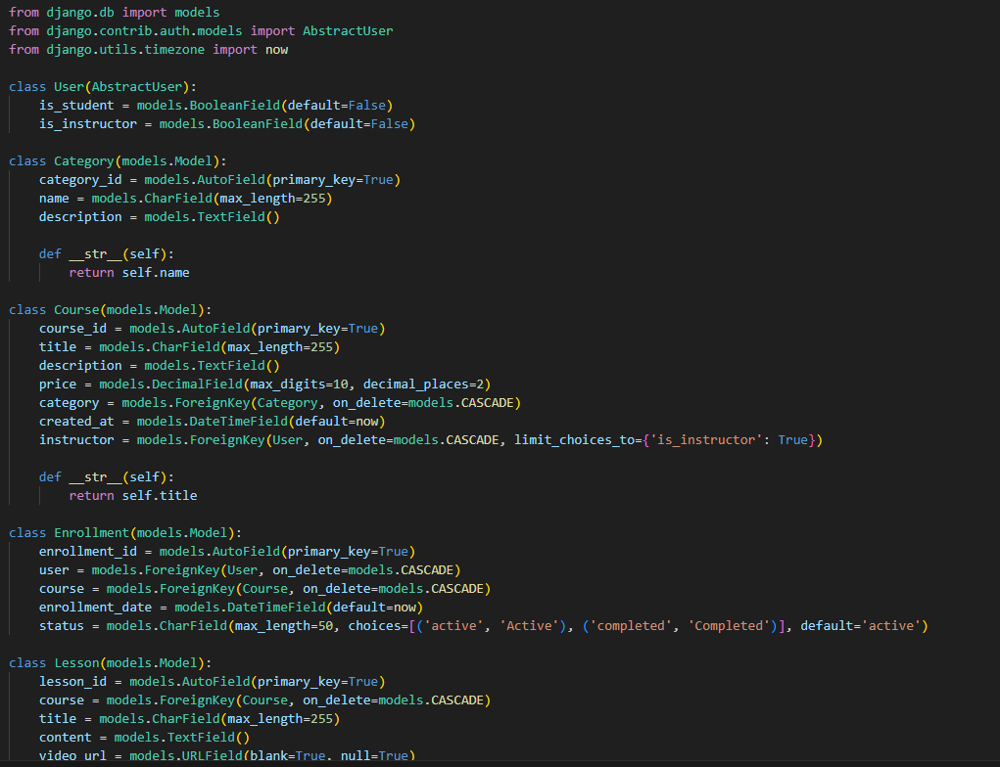 from django.db import models
from django.contrib.auth.models import AbstractUser
from django.utils.timezone import now

class User(AbstractUser):
    is_student = models.BooleanField(default=False)
    is_instructor = models.BooleanField(default=False)

class Category(models.Model):
    category_id = models.AutoField(primary_key=True)
    name = models.CharField(max_length=255)
    description = models.TextField()

    def __str__(self):
        return self.name

class Course(models.Model):
    course_id = models.AutoField(primary_key=True)
    title = models.CharField(max_length=255)
    description = models.TextField()
    price = models.DecimalField(max_digits=10, decimal_places=2)
    category = models.ForeignKey(Category, on_delete=models.CASCADE)
    created_at = models.DateTimeField(default=now)
    instructor = models.ForeignKey(User, on_delete=models.CASCADE, limit_choices_to={'is_instructor': True})

    def __str__(self):
        return self.title

class Enrollment(models.Model):
    enrollment_id = models.AutoField(primary_key=True)
    user = models.ForeignKey(User, on_delete=models.CASCADE)
    course = models.ForeignKey(Course, on_delete=models.CASCADE)
    enrollment_date = models.DateTimeField(default=now)
    status = models.CharField(max_length=50, choices=[('active', 'Active'), ('completed', 'Completed')], default='active')

class Lesson(models.Model):
    lesson_id = models.AutoField(primary_key=True)
    course = models.ForeignKey(Course, on_delete=models.CASCADE)
    title = models.CharField(max_length=255)
    content = models.TextField()
    video_url = models.URLField(blank=True, null=True)